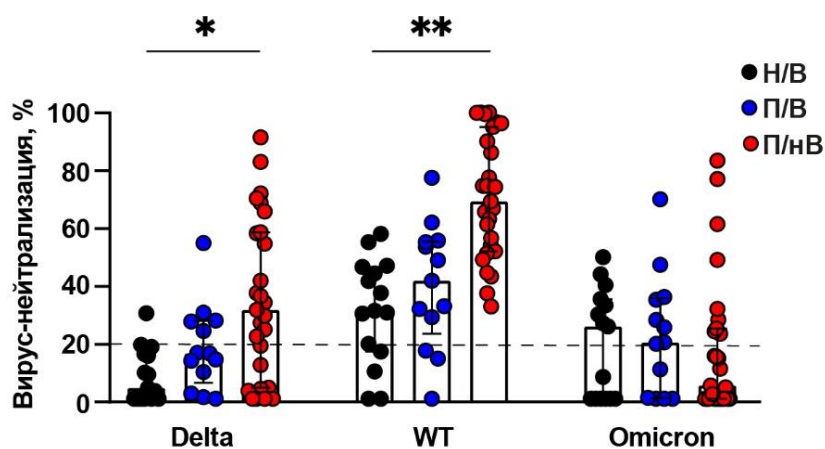 * **
Н/В
П/В
П/нВ
Вирус-нейтрализация, %
100
80
60
40
20
0
Delta WT Omicron